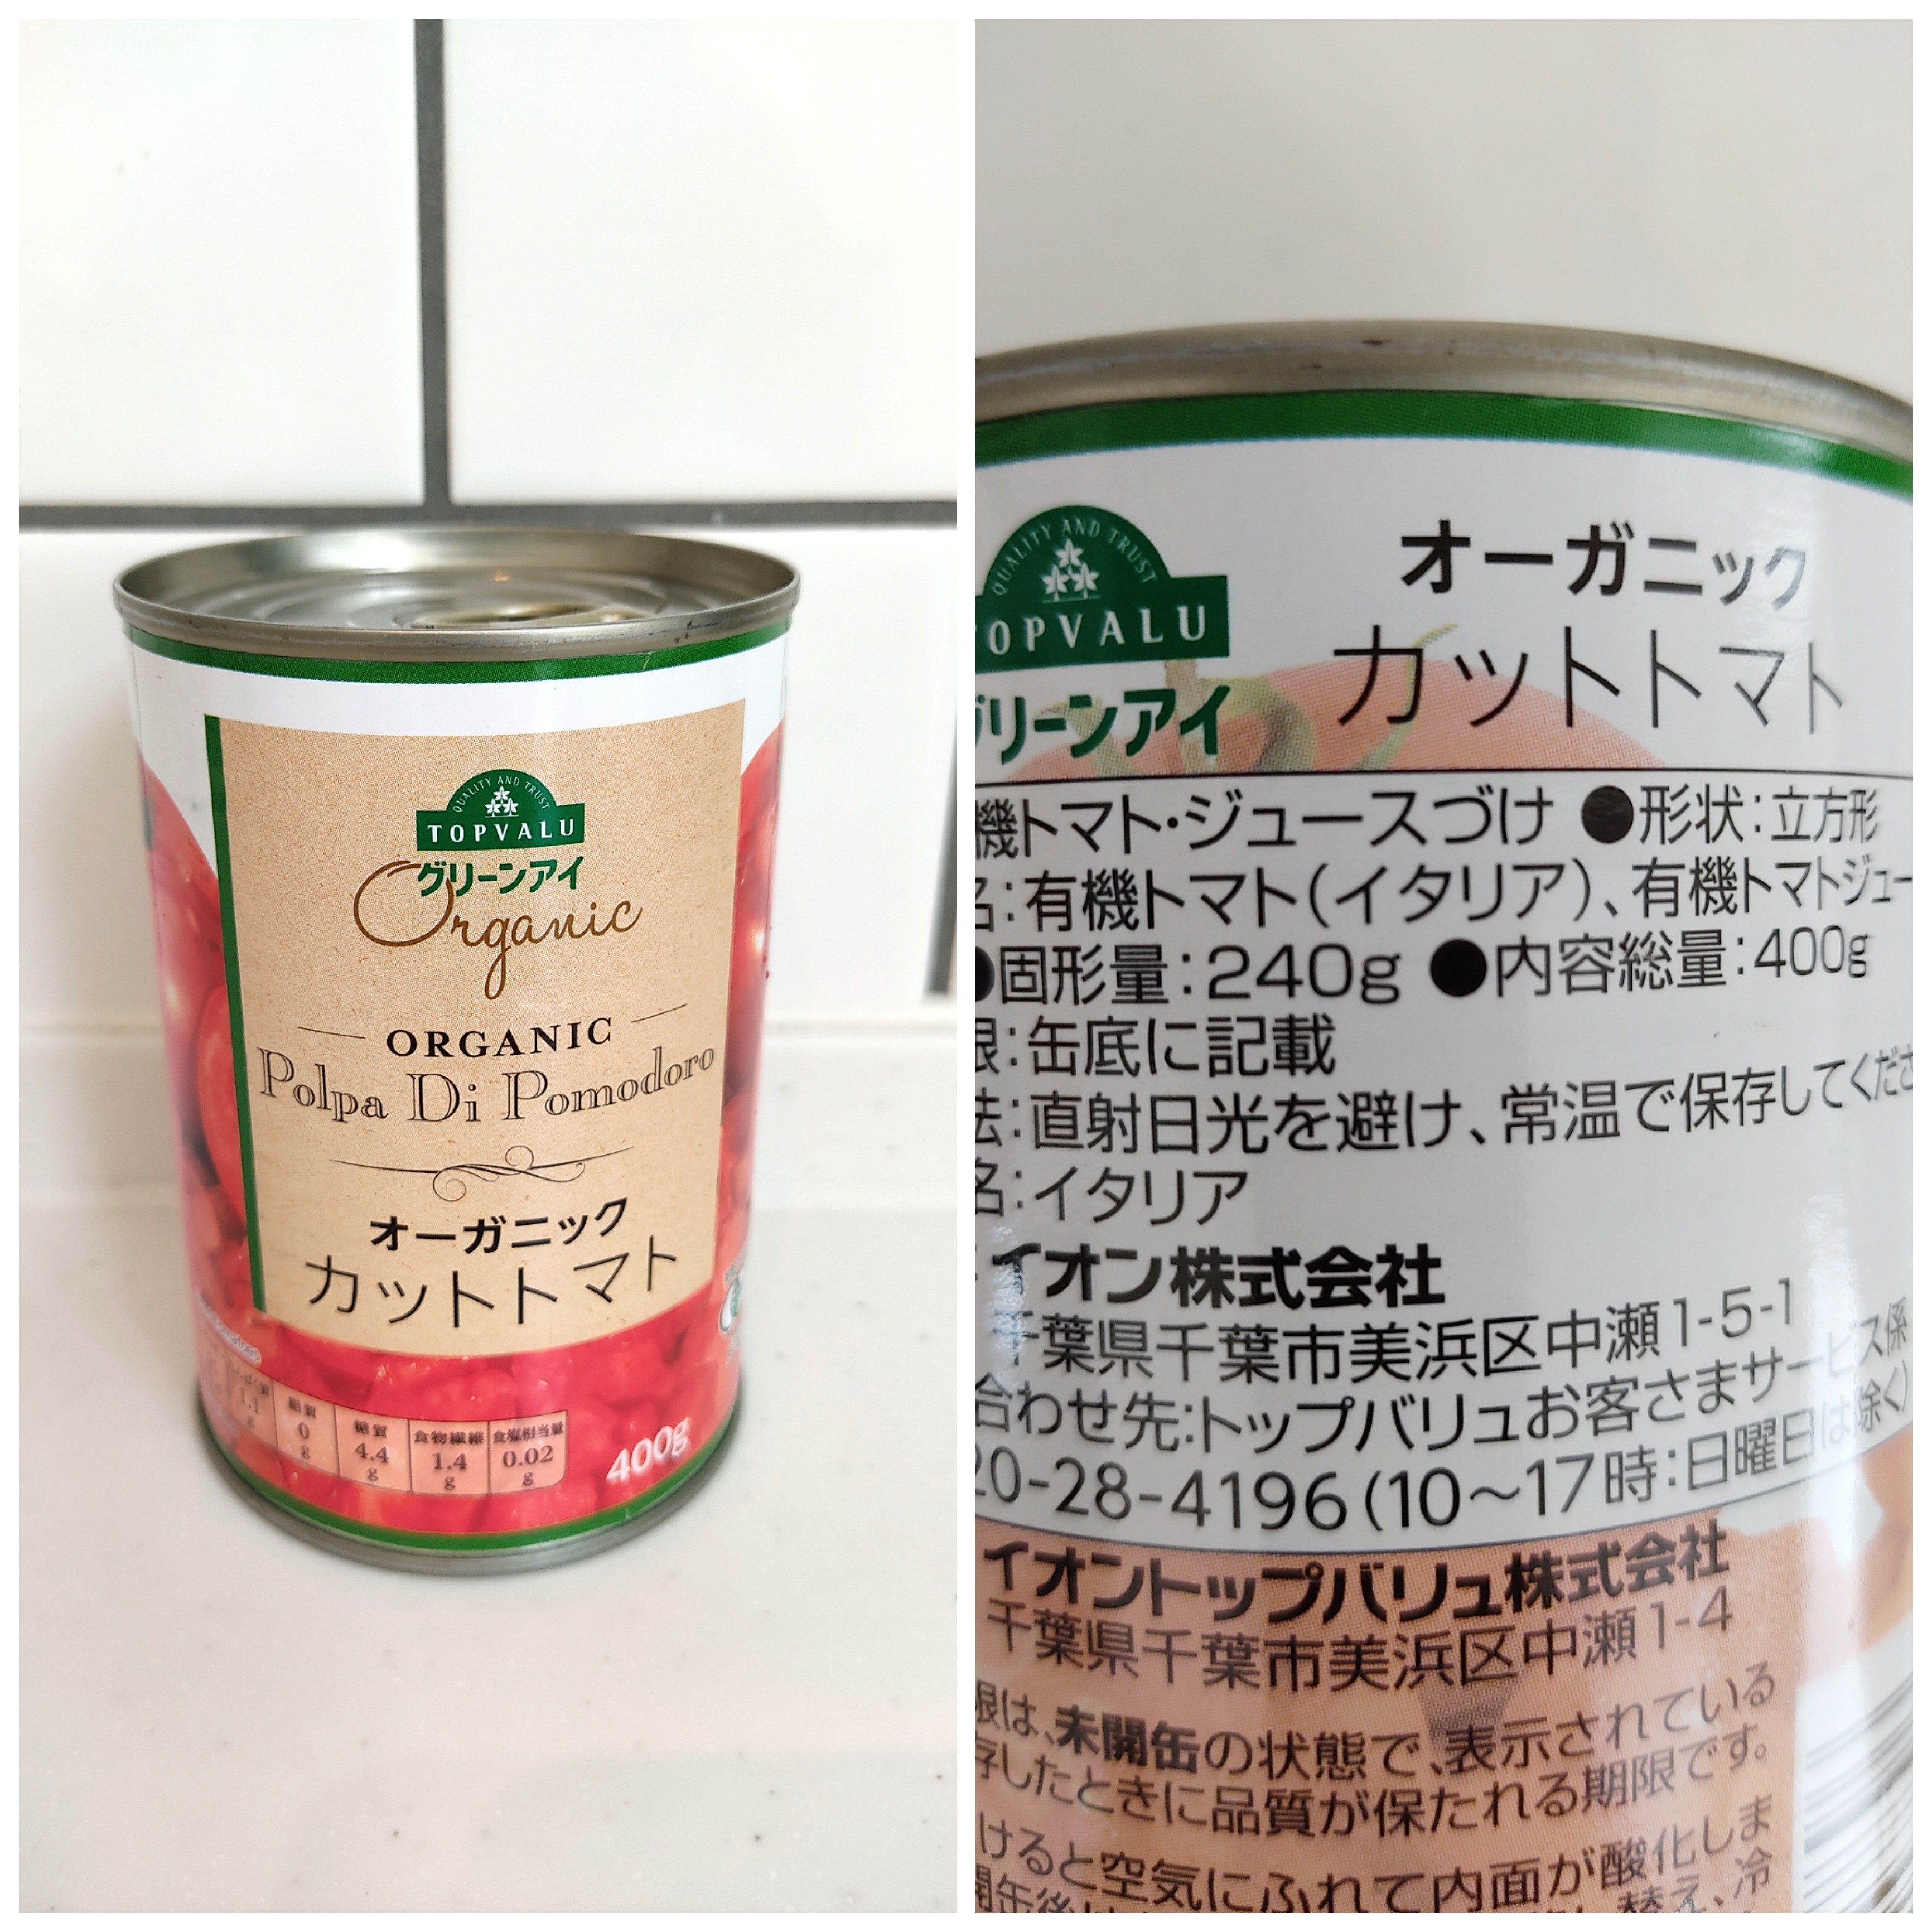 QUALITY AND TRUST
TOPVALU
グリーンアイ
Organic
ORGANIC
Polpa Di Pomodoro
オーガニック
カットトマト
1.1
g
脂質
0
g
糖質
4.4
g
食物繊維
1.4
g
食塩相当量
0.02
g
400g
QUALITY AND TRUST
OPVALU
リーンアイ
オーガニック
カットトマト
機トマト・ジュースづけ ●形状:立方形
名:有機トマト(イタリア)、有機トマトジュー
●固形量:240g ●内容総量:400g
限:缶底に記載
法:直射日光を避け、常温で保存してくださ
名:イタリア
イオン株式会社
千葉県千葉市美浜区中瀬1-5-1
合わせ先:トップバリュお客さまサービス係
20-28-4196(10〜17時:日曜日は除く)
イオントップバリュ株式会社
千葉県千葉市美浜区中瀬1-4
限は、未開缶の状態で、表示されている
存したときに品質が保たれる期限です。
けると空気にふれて内面が酸化しま
開缶後は 替え、冷